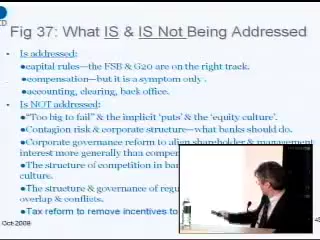 Fig 37: What IS & IS Not Being Addressed
• Is addressed:
●capital rules—the FSB & G20 are on the right track.
●compensation—but it is a symptom only .
●accounting, clearing, back office.
• Is NOT addressed:
●"Too big to fail" & the implicit 'puts' & the 'equity culture'.
●Contagion risk & corporate structure—what banks should do.
●Corporate governance reform to align shareholder & management
interest more generally than
●The structure of competition in
culture.
●The structure & governance of
overlap & conflicts.
●Tax reform to remove incentives to
Oct-2009